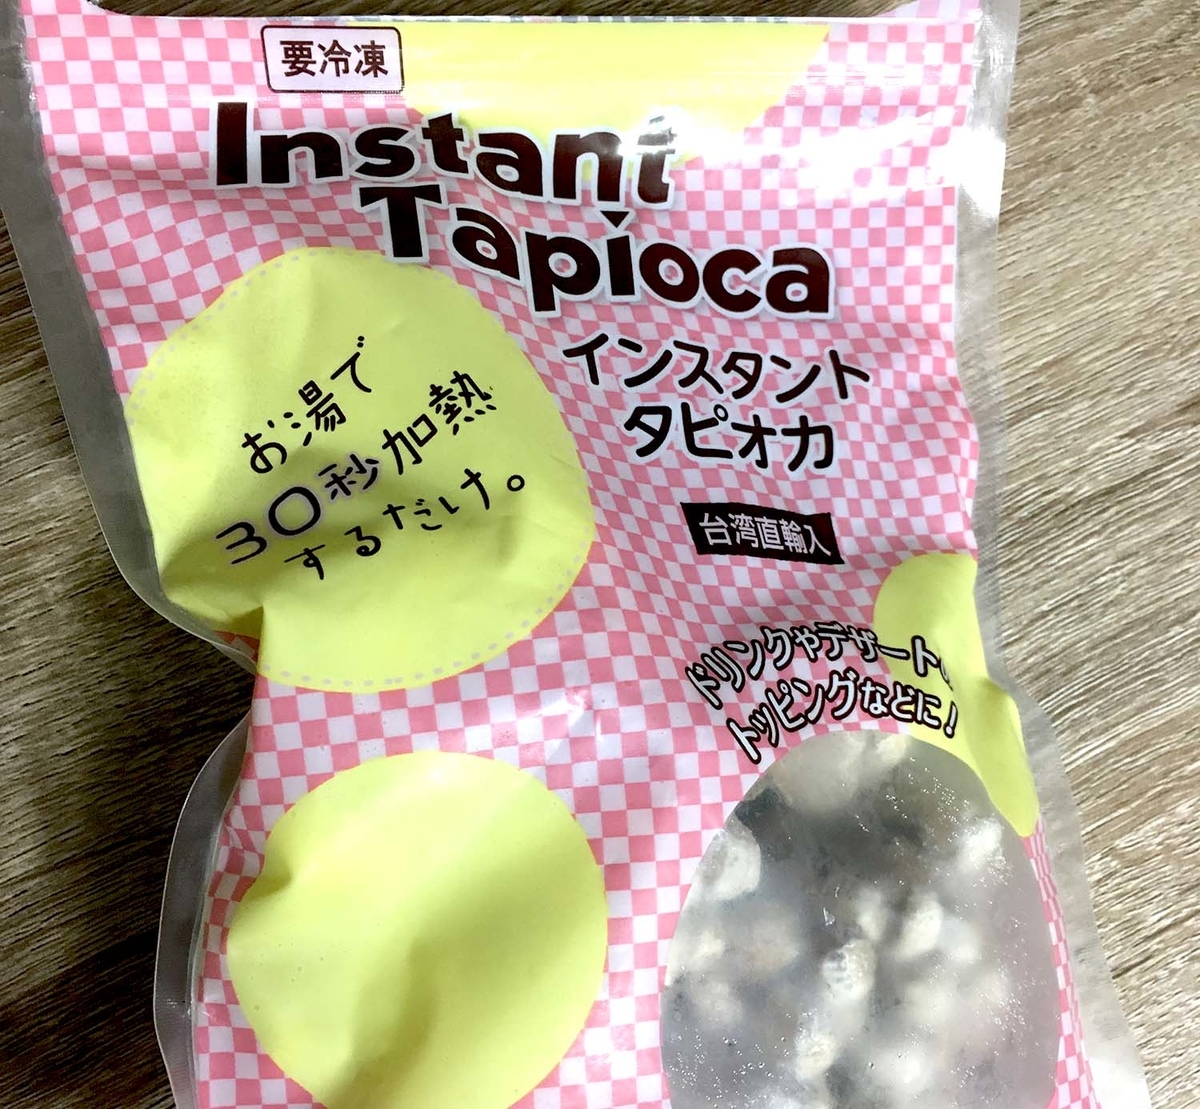 要冷凍
Instant
Tapioca
インスタント
タピオカ
お湯で
30秒加熱
するだけ。
台湾直輸入
ドリンクやデザートの
トッピングなどに!